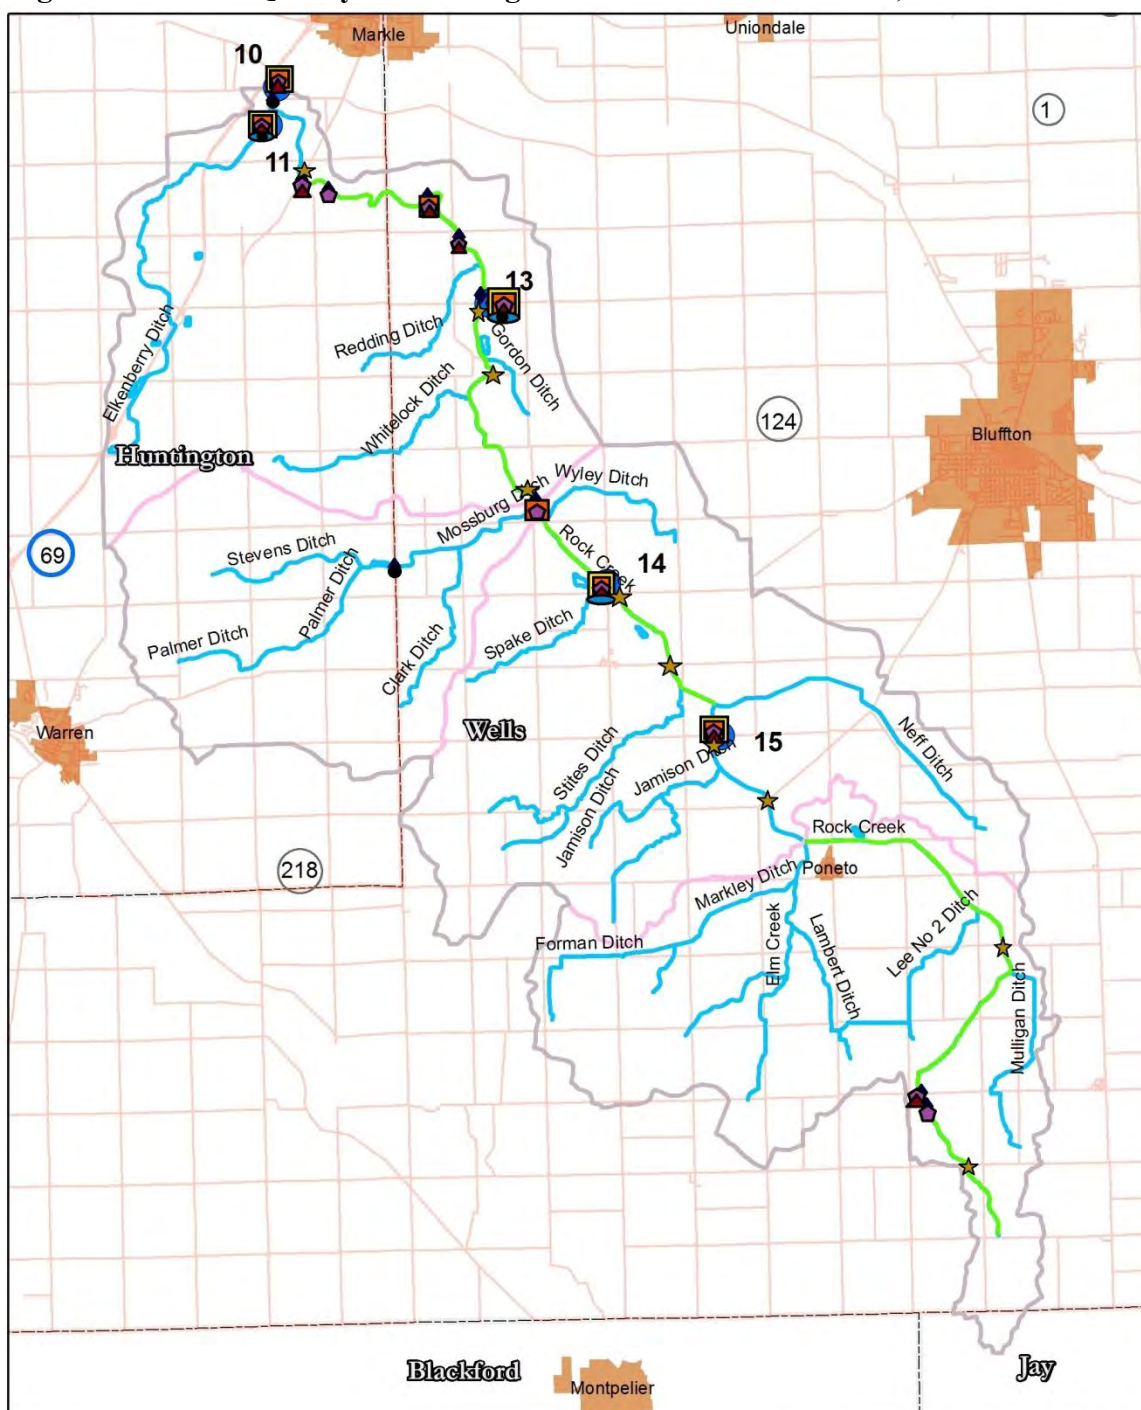 Markle
Uniondale
10
1
11
13
Redding Ditch
Gordon Ditch
Elkenberry Ditch
Whitelock Ditch
124
Bluffton
Huntington
Wyley Ditch
Mossburg Ditch
69
Stevens Ditch
Rock Creek
14
Palmer Ditch
Palmer Ditch
Spake Ditch
Clark Ditch
Warren
Wells
Neff Ditch
15
Stites Ditch
Jamison Ditch
Jamison Ditch
Rock Creek
218
Poneto
Markley Ditch
Lee No 2 Ditch
Forman Ditch
Elm Creek
Lambert Ditch
Mulligan Ditch
Blackford
Jay
Montpelier